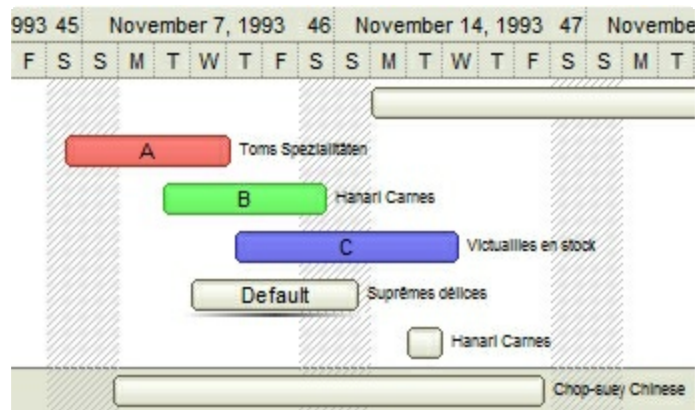 993 45 November 7, 1993 46 November 14, 1993 47 Novembe
F S S M T W T F S S M T W T F S S M T
A Toms Spezialitäten
B Hanari Carnes
C Victuailles en stock
Default Suprêmes délices
Hanari Carnes
Chop-suey Chinese